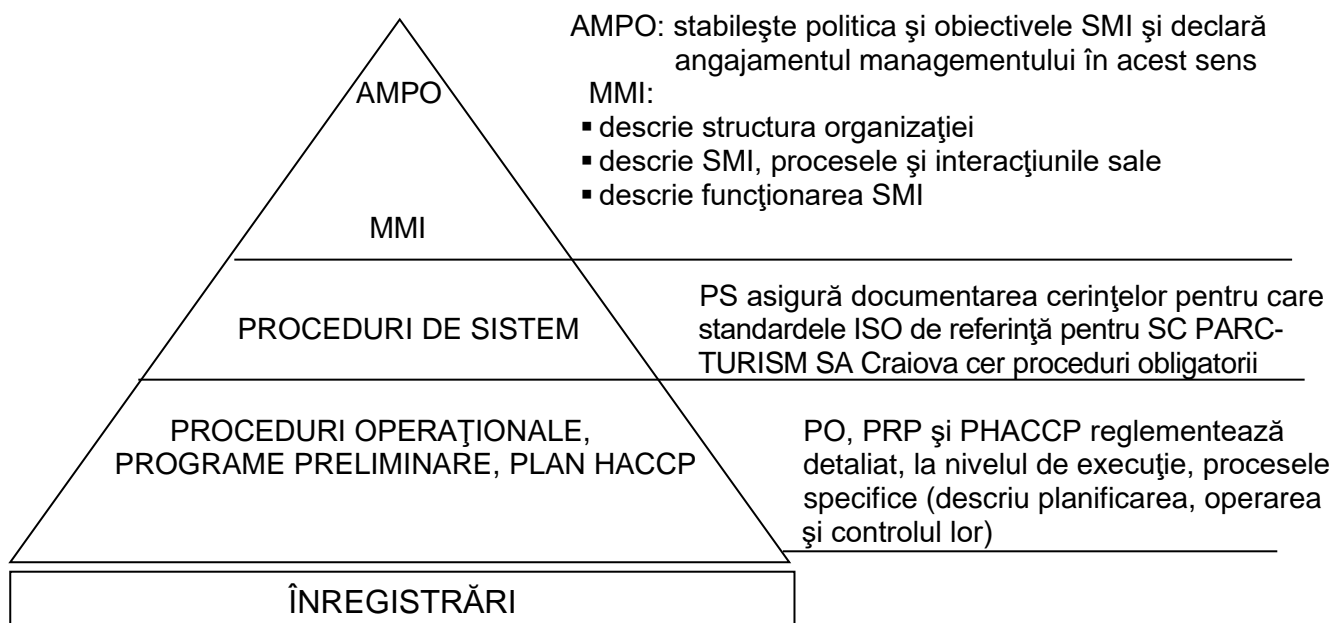 AMPO: stabileşte politica şi obiectivele SMI şi declară
angajamentul managementului în acest sens
AMPO
MMI:
▪ descrie structura organizaţiei
▪ descrie SMI, procesele şi interacţiunile sale
▪ descrie funcţionarea SMI
MMI
PROCEDURI DE SISTEM
PS asigură documentarea cerinţelor pentru care
standardele ISO de referinţă pentru SC PARC-
TURISM SA Craiova cer proceduri obligatorii
PROCEDURI OPERAŢIONALE,
PROGRAME PRELIMINARE, PLAN HACCP
PO, PRP şi PHACCP reglementează
detaliat, la nivelul de execuţie, procesele
specifice (descriu planificarea, operarea
şi controlul lor)
ÎNREGISTRĂRI